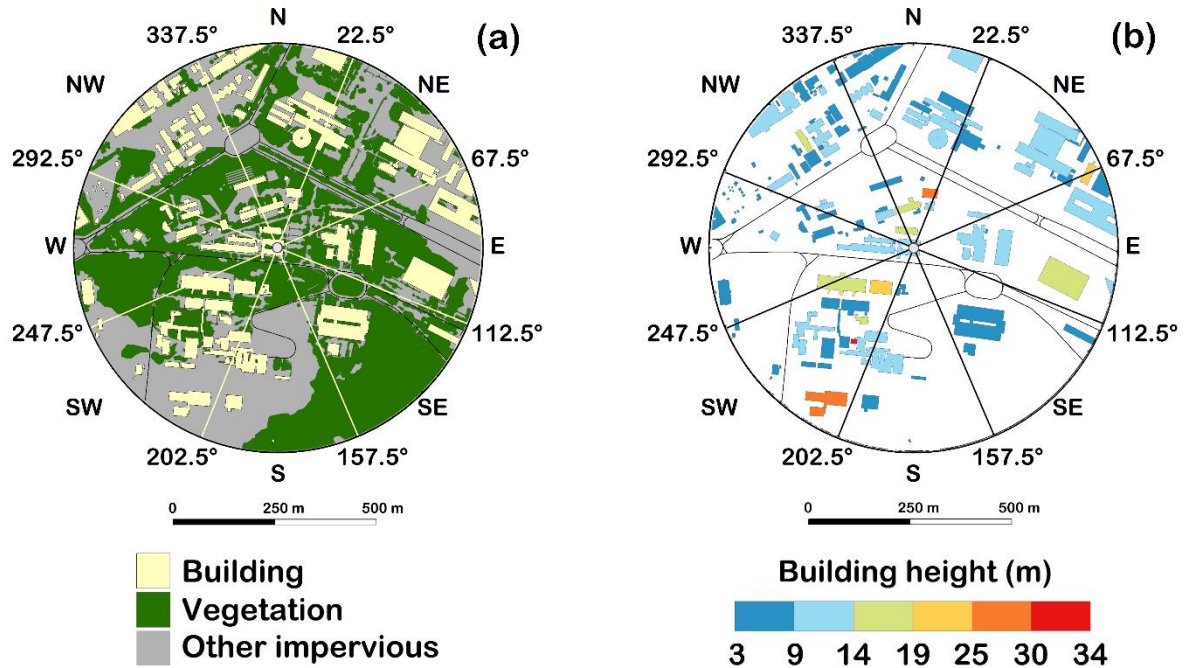 (a)
N
337.5°
22.5°
NW
NE
292.5°
67.5°
W
E
247.5°
112.5°
SW
SE
202.5°
157.5°
S
0 250 m 500 m
Building
Vegetation
Other impervious
(b)
N
337.5°
22.5°
NW
NE
292.5°
67.5°
W
E
247.5°
112.5°
SW
SE
202.5°
157.5°
S
0 250 m 500 m
Building height (m)
3 9 14 19 25 30 34